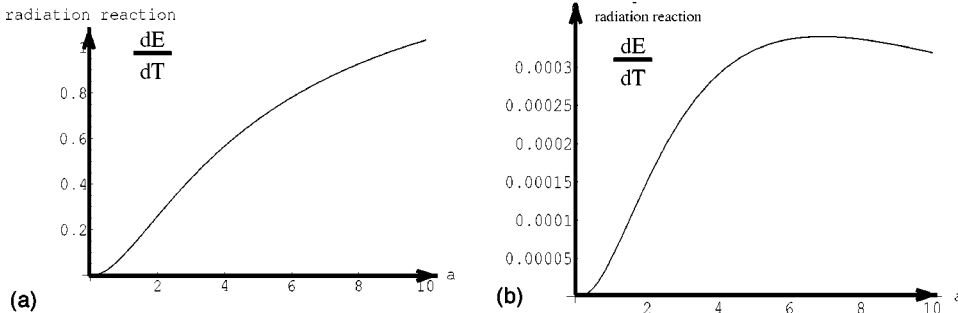 radiation reaction
dE
dT
1
0.8
0.6
0.4
0.2
2 4 6 8 10 a
(a)
radiation reaction
dE
dT
0.0003
0.00025
0.0002
0.00015
0.0001
0.00005
2 4 6 8 10 a
(b)